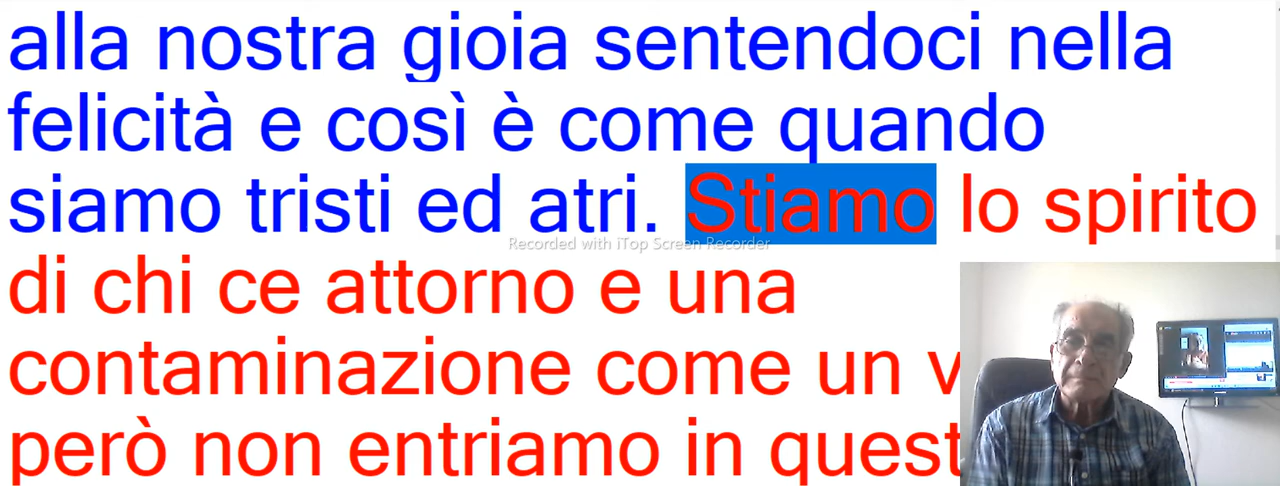 alla nostra gioia sentendoci nella
felicità e così è come quando
siamo tristi ed atri. Stiamo lo spirito
Recorded with iTop Screen Recorder
di chi ce attorno e una
contaminazione come un
però non entriamo in